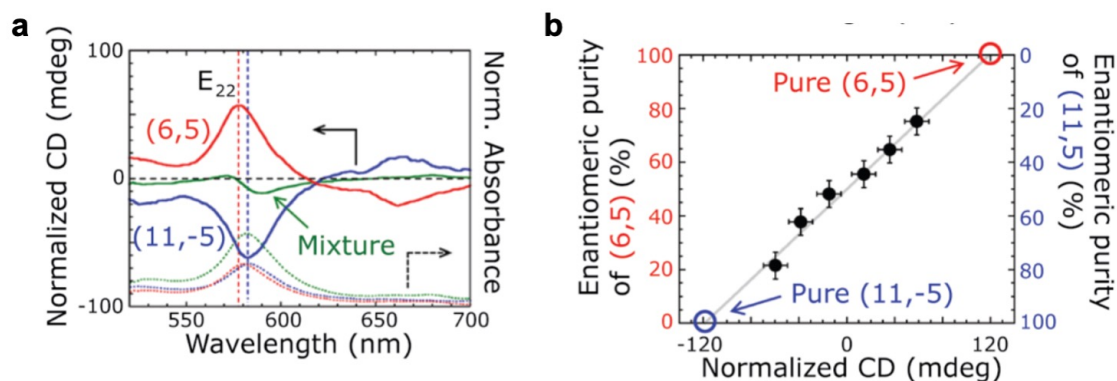 a
100
0
-100
Normalized CD (mdeg)
E22
(6,5)
(11,-5)
Mixture
550
600
650
700
Wavelength (nm)
Norm. Absorbance
b
100
80
60
40
20
0
Enantiomeric purity
of (6,5) (%)
Pure (6,5)
Pure (11,-5)
-120
0
120
Normalized CD (mdeg)
0
20
40
60
80
100
Enantiomeric purity
of (11,5) (%)